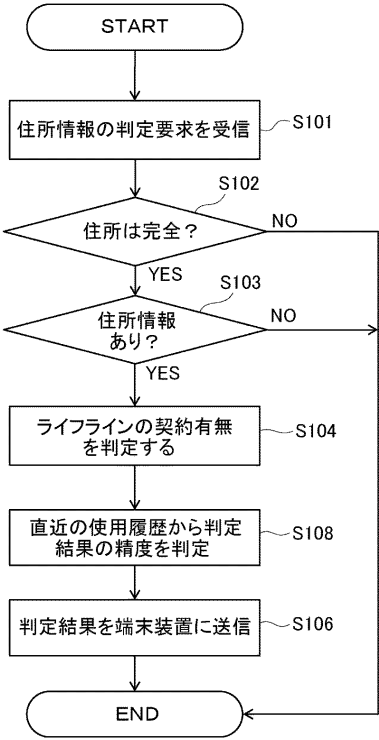 START
住所情報の判定要求を受信
S101
住所は完全？
S102
NO
YES
住所情報
あり？
S103
NO
YES
ライフラインの契約有無
を判定する
S104
直近の使用履歴から判定
結果の精度を判定
S108
判定結果を端末装置に送信
S106
END